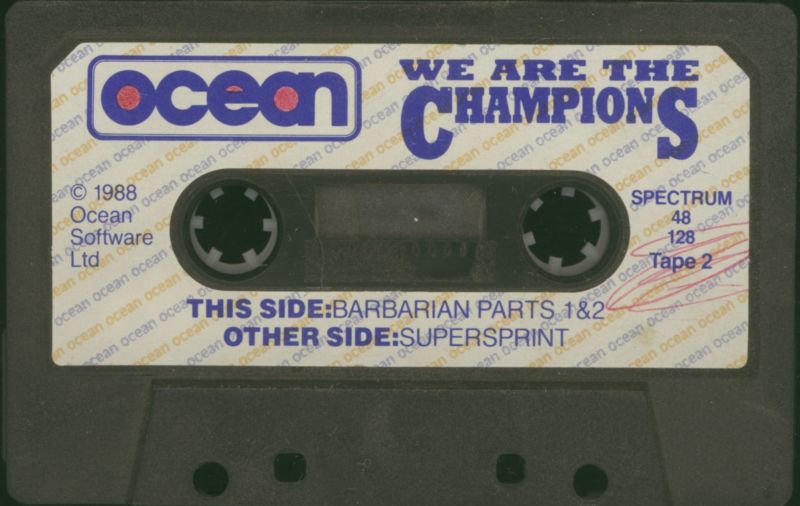 ocean
WE ARE THE
CHAMPIONS
© 1988
Ocean
Software
Ltd
SPECTRUM
48
128
Tape 2
THIS SIDE:BARBARIAN PARTS 1&2
OTHER SIDE:SUPERSPRINT